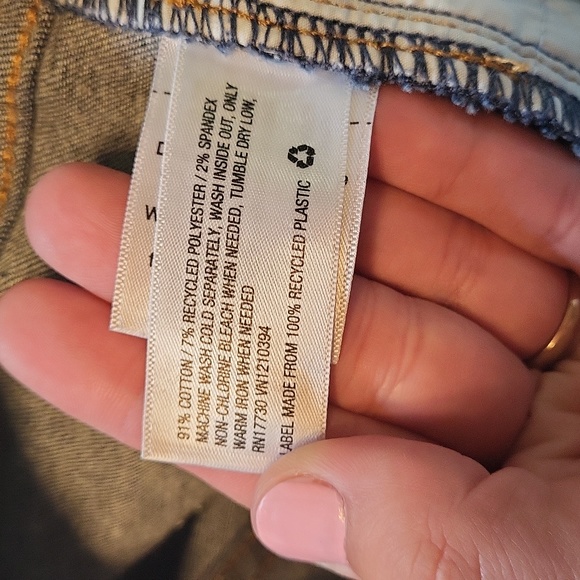 91% COTTON / 7% RECYCLED POLYESTER / 2% SPANDEX
MACHINE WASH COLD SEPARATELY, WASH INSIDE OUT, ONLY
NON-CHLORINE BLEACH WHEN NEEDED, TUMBLE DRY LOW,
WARM IRON WHEN NEEDED
RN17730 VN1210394
LABEL MADE FROM 100% RECYCLED PLASTIC